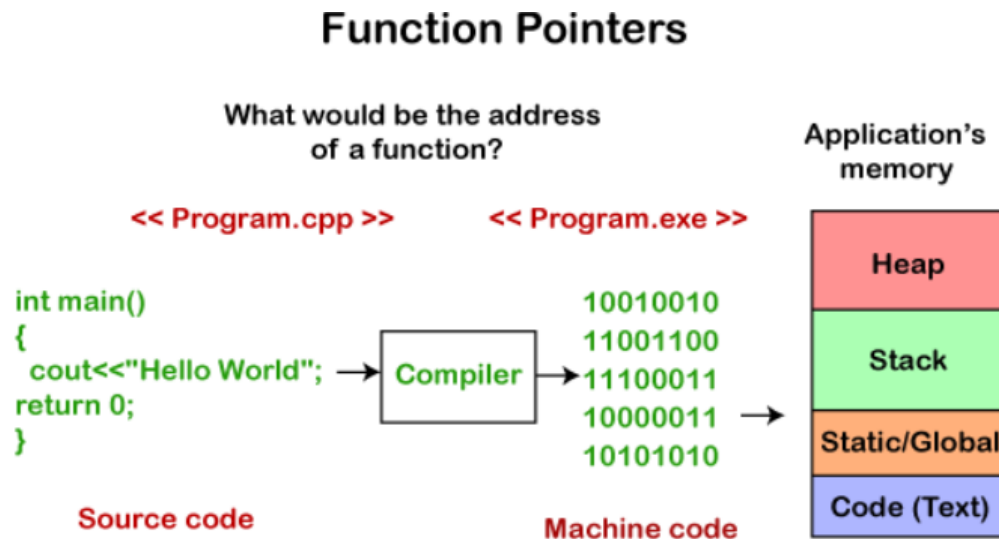 Function Pointers
What would be the address
of a function?
Application's
memory
<< Program.cpp >>
<< Program.exe >>
int main()
{
cout<<"Hello World";
return 0;
}
Compiler
10010010
11001100
11100011
10000011
10101010
Heap
Stack
Static/Global
Code (Text)
Source code
Machine code